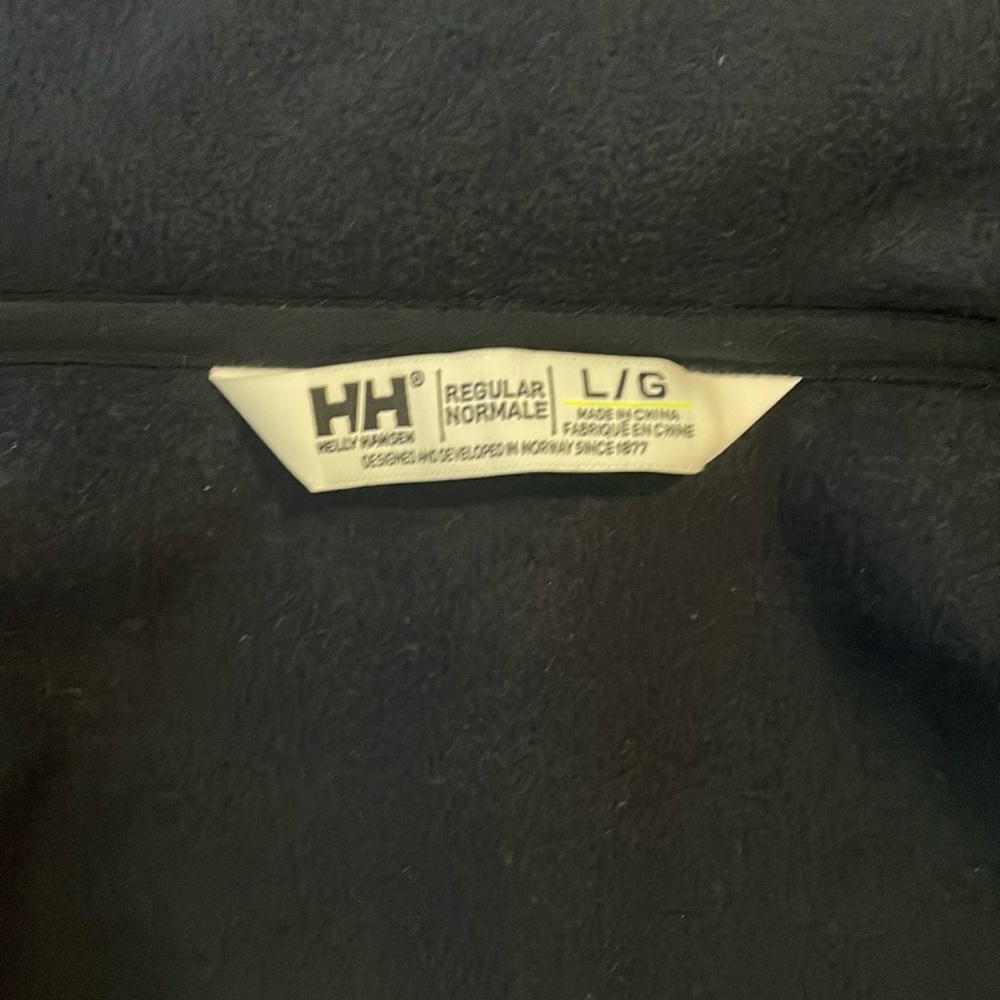 HH®
HELLY HANSEN
REGULAR
NORMALE
L/G
MADE IN CHINA
FABRIQUÉ EN CHINE
DESIGNED AND DEVELOPED IN NORWAY SINCE 1877